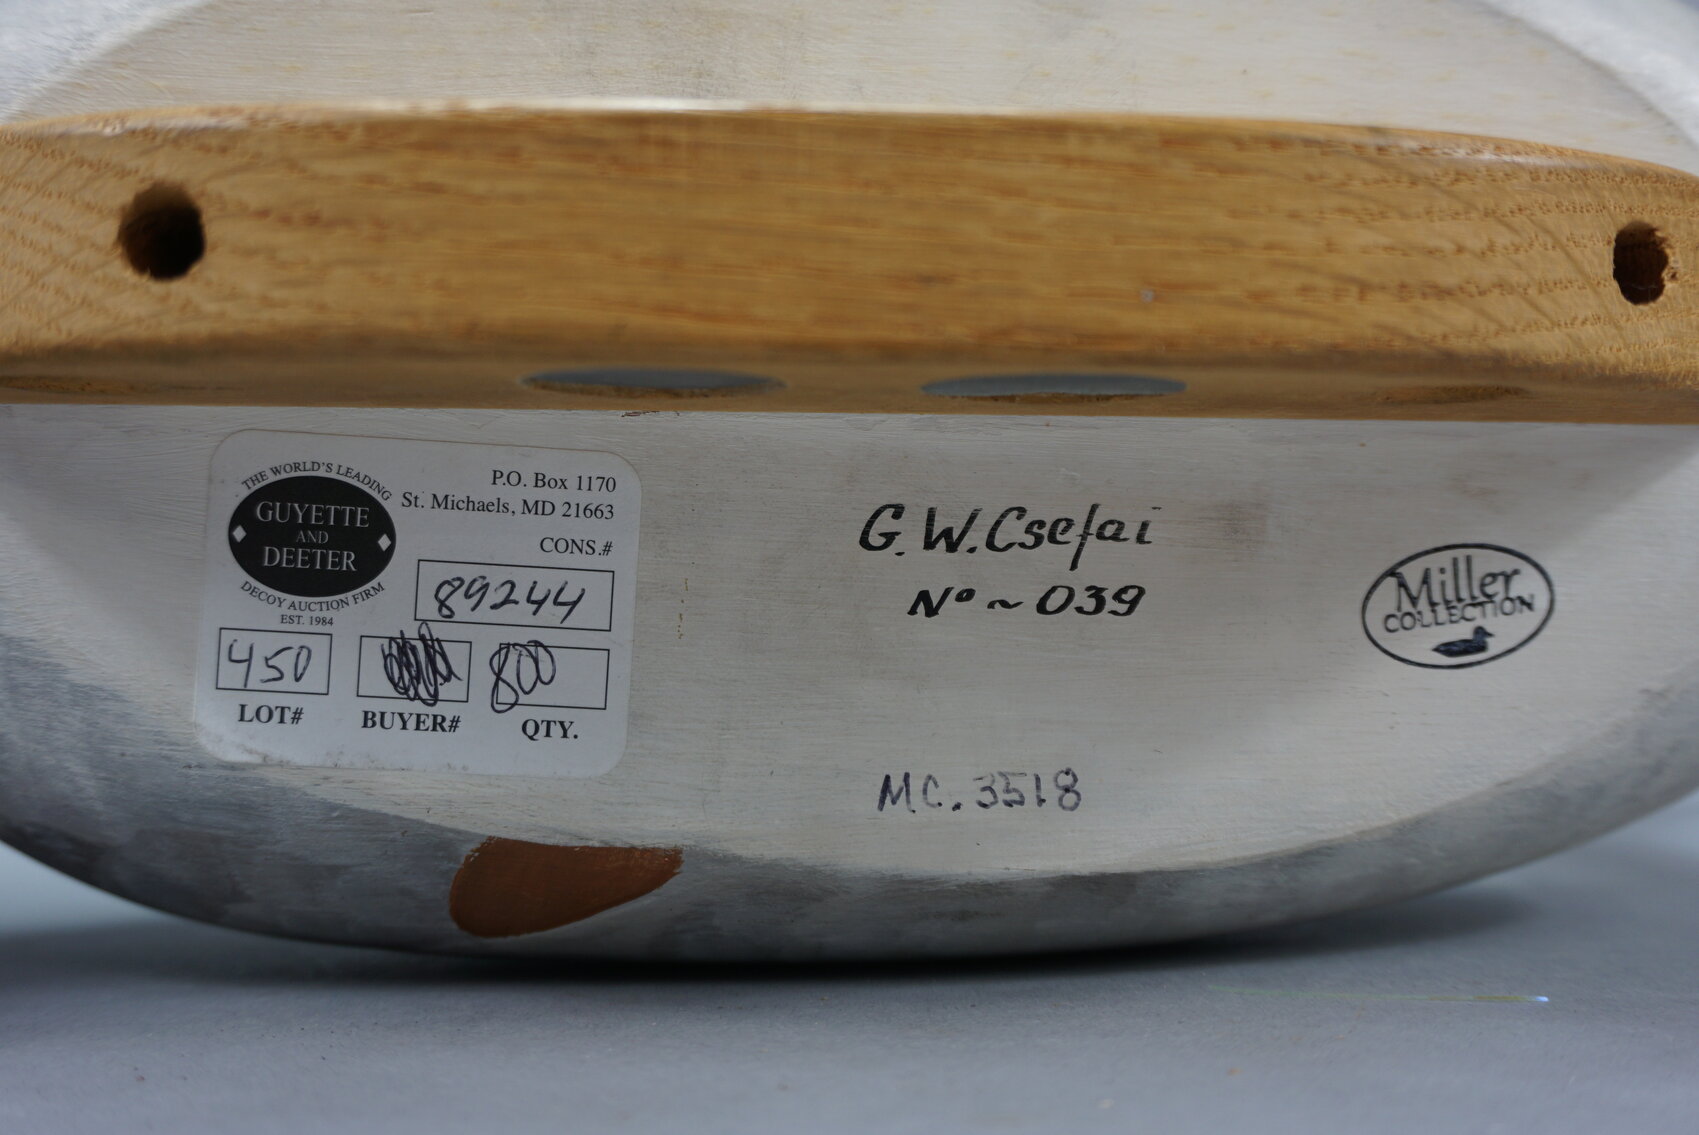 THE WORLD'S LEADING
GUYETTE
AND
DEETER
DECOY AUCTION FIRM
EST. 1984
P.O. Box 1170
St. Michaels, MD 21663
CONS.#
89244
450
800
LOT#
BUYER#
QTY.
G. W. Csefai
Nº ~ 039
MC. 3518
Miller
COLLECTION